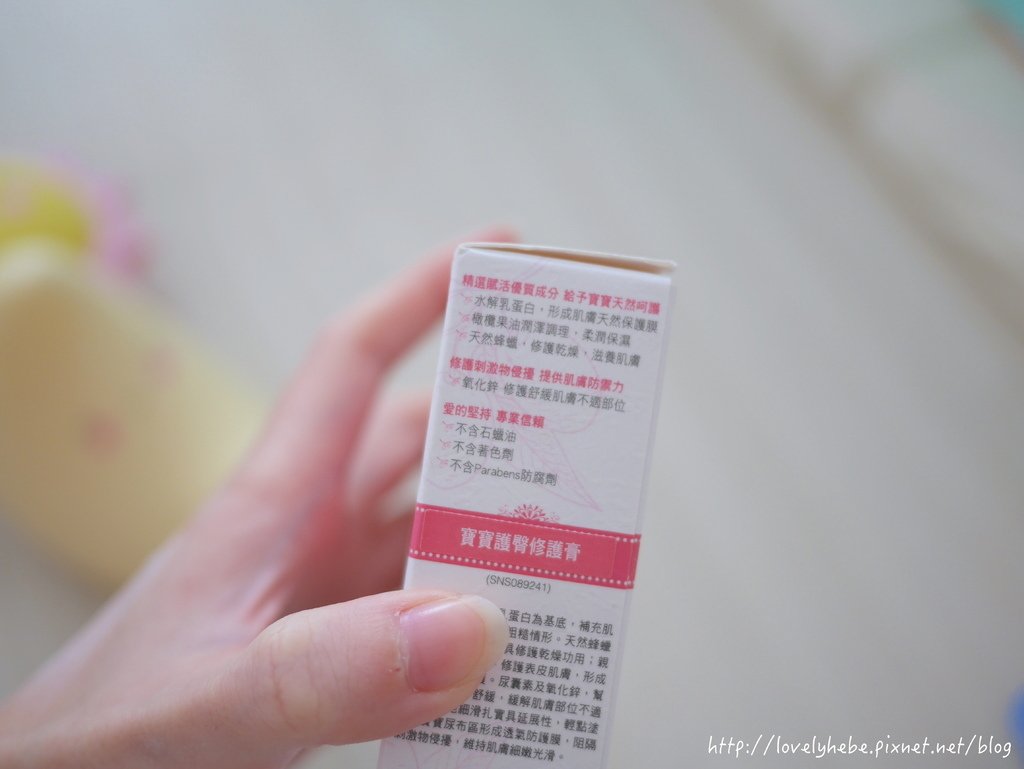 精選賦活優質成分 給予寶寶天然呵護
水解乳蛋白，形成肌膚天然保護膜
橄欖果油潤澤調理，柔潤保濕
天然蜂蠟，修護乾燥，滋養肌膚
修護刺激物侵擾 提供肌膚防禦力
氧化鋅 修護舒緩肌膚不適部位
愛的堅持 專業信賴
不含石蠟油
不含著色劑
不含Parabens防腐劑
寶寶護臀修護膏
(SNS089241)
蛋白為基底，補充肌
粗糙情形。天然蜂蠟
具修護乾燥功用；親
修護表皮肌膚，形成
。尿囊素及氧化鋅，幫
舒緩，緩解肌膚部位不適
細滑扎實具延展性，輕點塗
寶尿布區形成透氣防護膜，阻隔
刺激物侵擾，維持肌膚細嫩光滑。
http://lovelyhebe.pixnet.net/blog